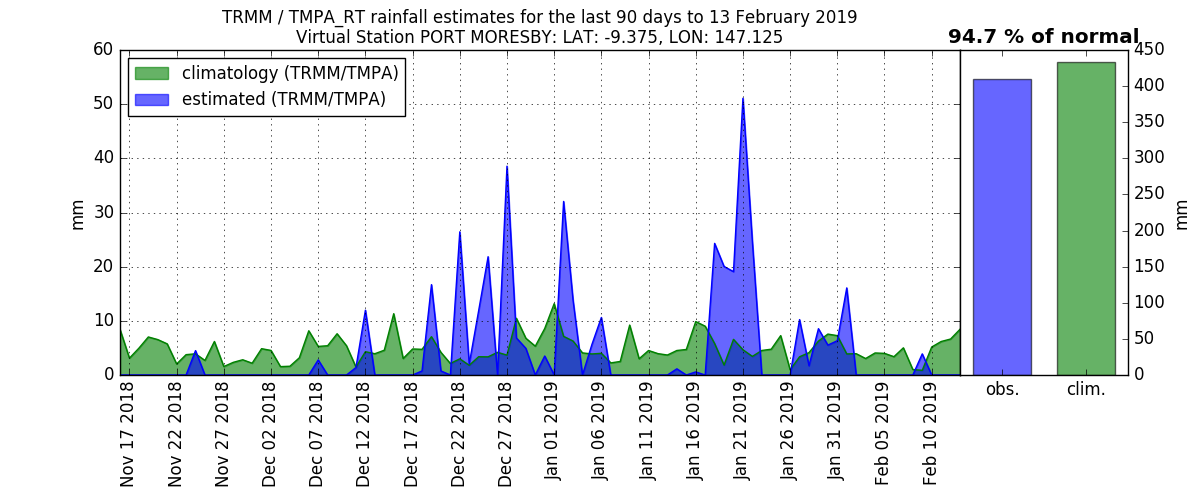 TRMM / TMPA_RT rainfall estimates for the last 90 days to 13 February 2019
Virtual Station PORT MORESBY: LAT: -9.375, LON: 147.125
94.7 % of normal
climatology (TRMM/TMPA)
estimated (TRMM/TMPA)
60
50
40
30
20
10
0
mm
450
400
350
300
250
200
150
100
50
0
mm
obs.
clim.
Nov 17 2018
Nov 22 2018
Nov 27 2018
Dec 02 2018
Dec 07 2018
Dec 12 2018
Dec 17 2018
Dec 22 2018
Dec 27 2018
Jan 01 2019
Jan 06 2019
Jan 11 2019
Jan 16 2019
Jan 21 2019
Jan 26 2019
Jan 31 2019
Feb 05 2019
Feb 10 2019